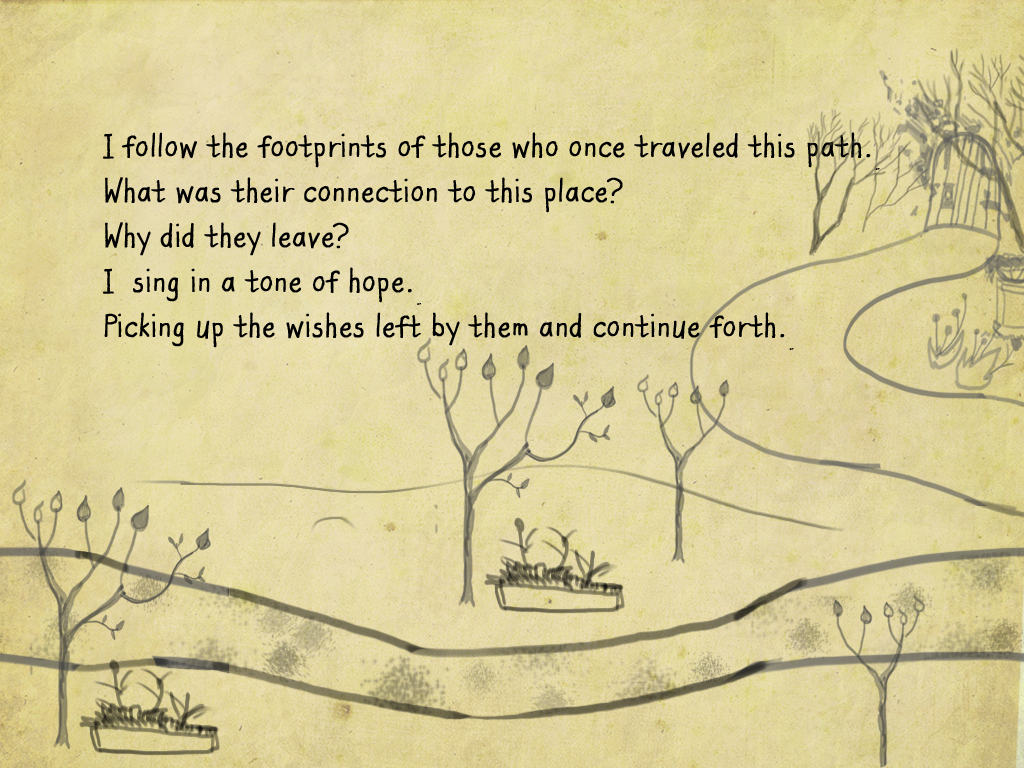 I follow the footprints of those who once traveled this path.
What was their connection to this place?
Why did they leave?
I sing in a tone of hope.
Picking up the wishes left by them and continue forth.